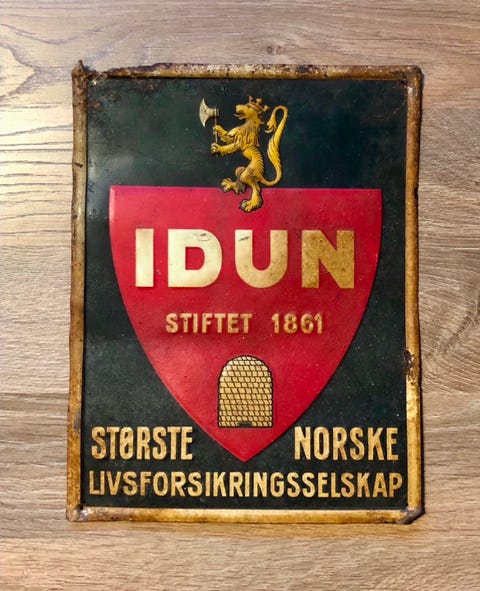 IDUN
STIFTET 1861
STØRSTE NORSKE
LIVSFORSIKRINGSSELSKAP